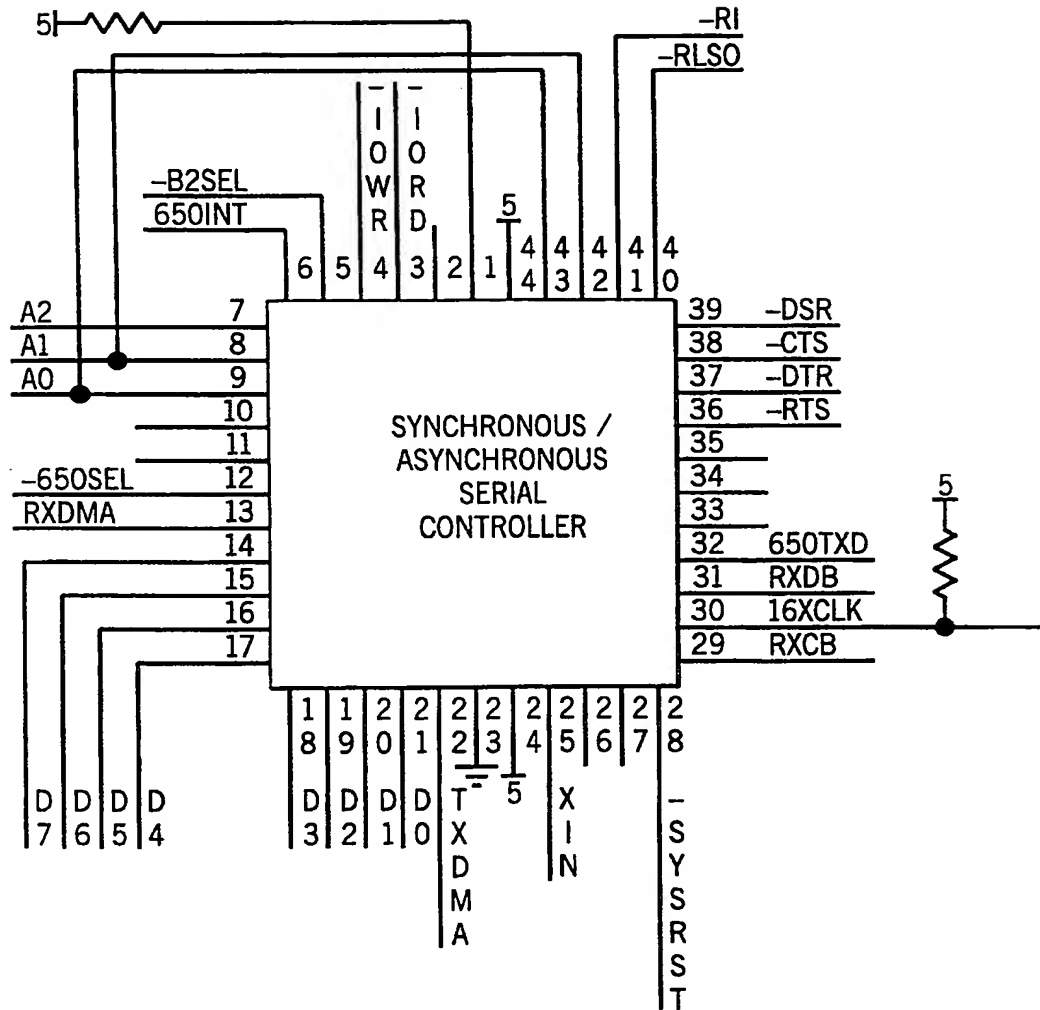 5
-RI
-RLSO
-IOWR
-IORD
-B2SEL
650INT
5
6 5 4 3 2 1 44 43 42 41 40
A2 7
A1 8
A0 9
10
11
-650SEL 12
RXDMA 13
14
15
16
17
SYNCHRONOUS /
ASYNCHRONOUS
SERIAL
CONTROLLER
39 -DSR
38 -CTS
37 -DTR
36 -RTS
35
34
33
32 650TXD
31 RXDB
30 16XCLK
29 RXCB
5
18 19 20 21 22 23 24 25 26 27 28
5
D7 D6 D5 D4
D3 D2 D1 D0
TXDMA
XIN
-SYSRST